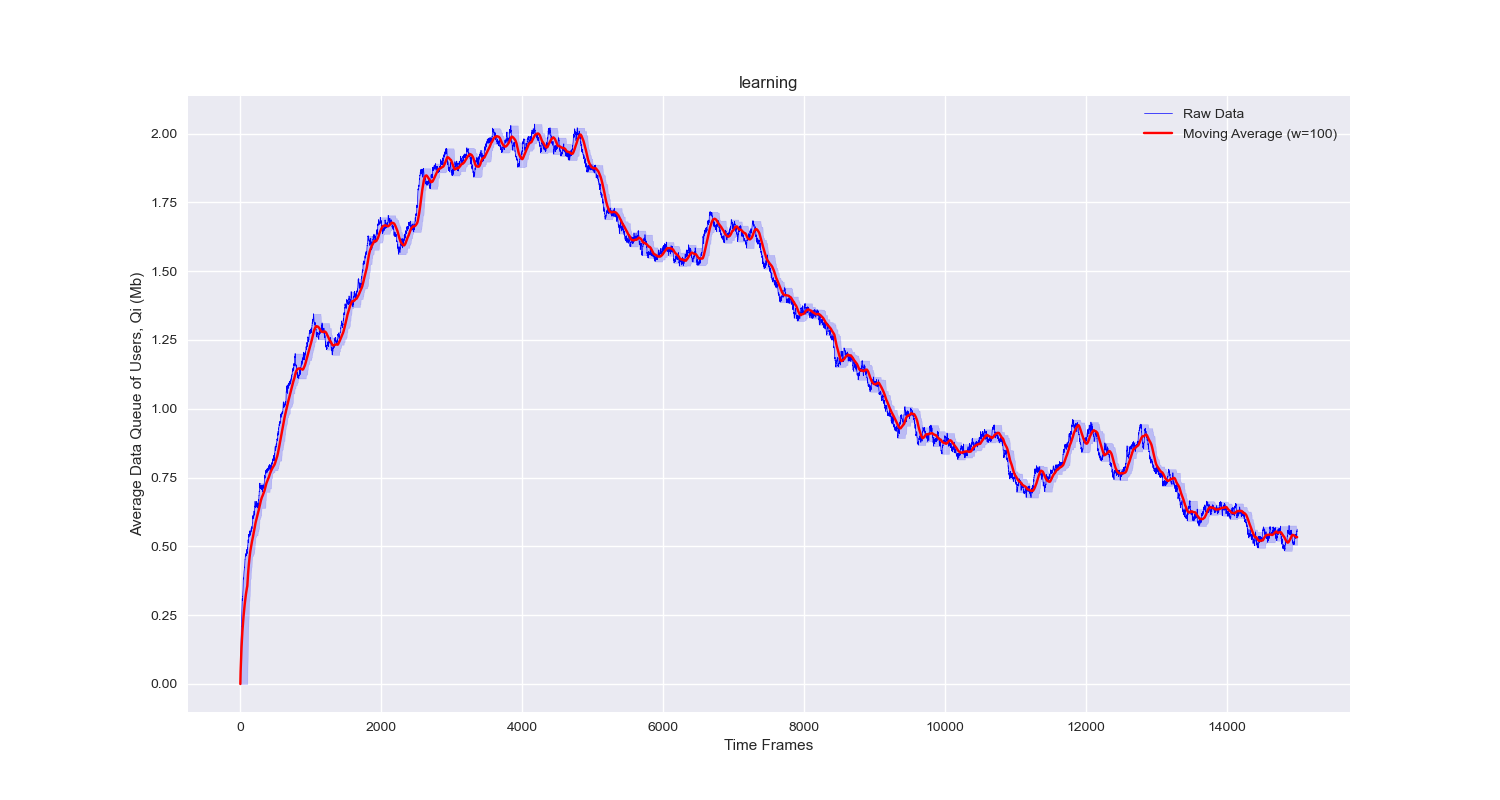 learning
Raw Data
Moving Average (w=100)
Average Data Queue of Users, Qi (Mb)
2.00
1.75
1.50
1.25
1.00
0.75
0.50
0.25
0.00
0 2000 4000 6000 8000 10000 12000 14000
Time Frames